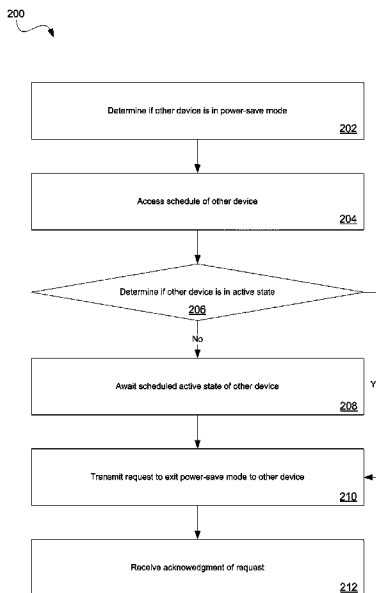 200
Determine if other device is in power-save mode
202
Access schedule of other device
204
Determine if other device is in active state
206
No
Await scheduled active state of other device
208
Y
Transmit request to exit power-save mode to other device
210
Receive acknowledgment of request
212